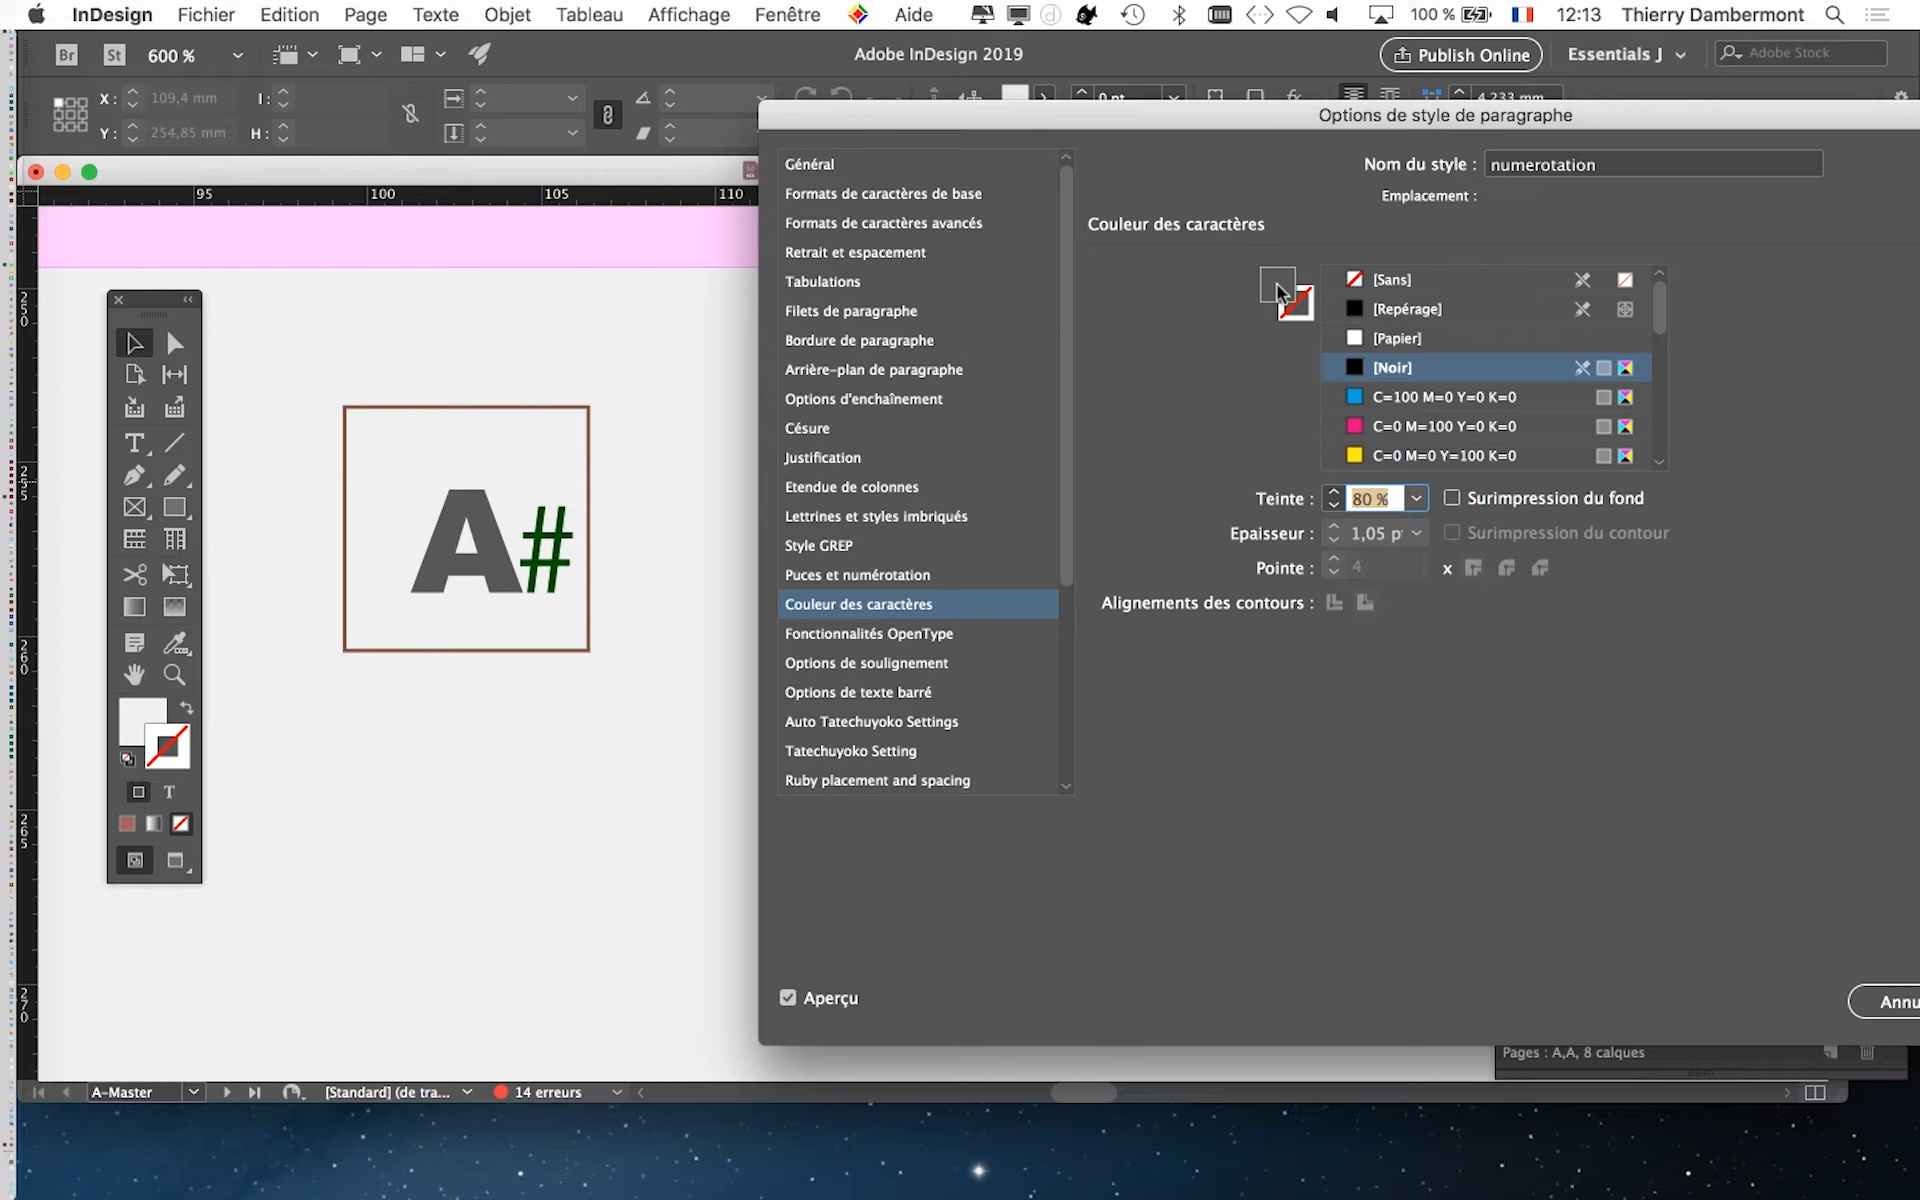 InDesign Fichier Edition Page Texte Objet Tableau Affichage Fenêtre Aide 100 % 12:13 Thierry Dambermont
Br St 600 % Adobe InDesign 2019 Publish Online Essentials J Adobe Stock
X : 109,4 mm I : 0 pt 4,233 mm
Y : 254,85 mm H :
Options de style de paragraphe
95 100 105 110
Général
Formats de caractères de base
Formats de caractères avancés
Retrait et espacement
Tabulations
Filets de paragraphe
Bordure de paragraphe
Arrière-plan de paragraphe
Options d'enchaînement
Césure
Justification
Etendue de colonnes
Lettrines et styles imbriqués
Style GREP
Puces et numérotation
Couleur des caractères
Fonctionnalités OpenType
Options de soulignement
Options de texte barré
Auto Tatechuyoko Settings
Tatechuyoko Setting
Ruby placement and spacing
Nom du style : numerotation
Emplacement :
Couleur des caractères
[Sans]
[Repérage]
[Papier]
[Noir]
C=100 M=0 Y=0 K=0
C=0 M=100 Y=0 K=0
C=0 M=0 Y=100 K=0
Teinte : 80 % Surimpression du fond
Epaisseur : 1,05 p Surimpression du contour
Pointe : 4 x
Alignements des contours :
250
255
260
265
270
A#
T
T
Aperçu
Annu
Pages : A,A, 8 calques
A-Master [Standard] (de tra... 14 erreurs